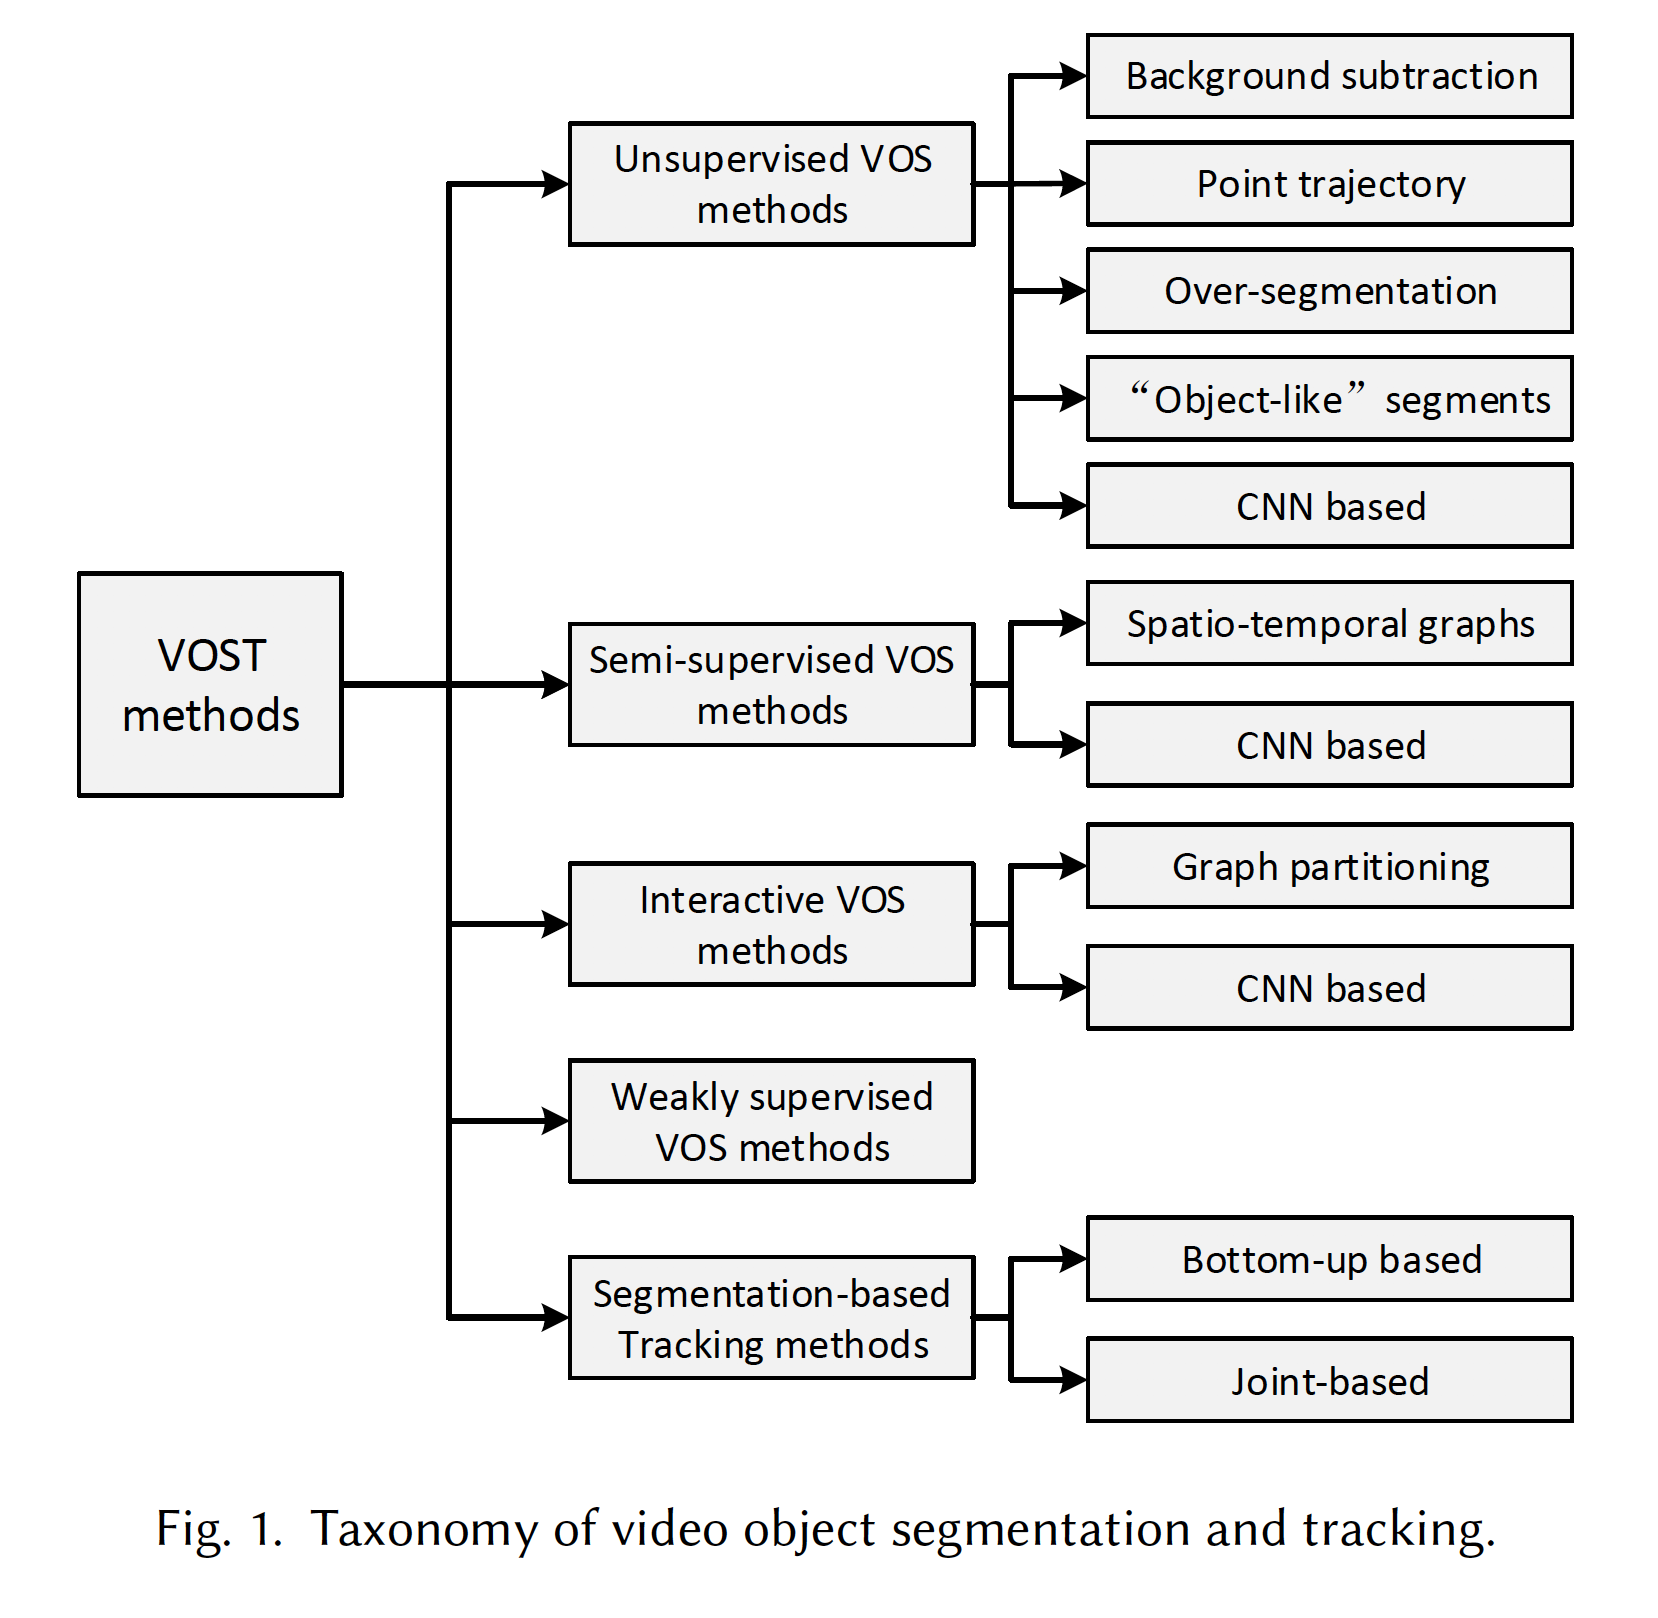 Background subtraction
Unsupervised VOS
methods
Point trajectory
Over-segmentation
“Object-like” segments
CNN based
VOST
methods
Semi-supervised VOS
methods
Spatio-temporal graphs
CNN based
Interactive VOS
methods
Graph partitioning
CNN based
Weakly supervised
VOS methods
Segmentation-based
Tracking methods
Bottom-up based
Joint-based
Fig. 1. Taxonomy of video object segmentation and tracking.